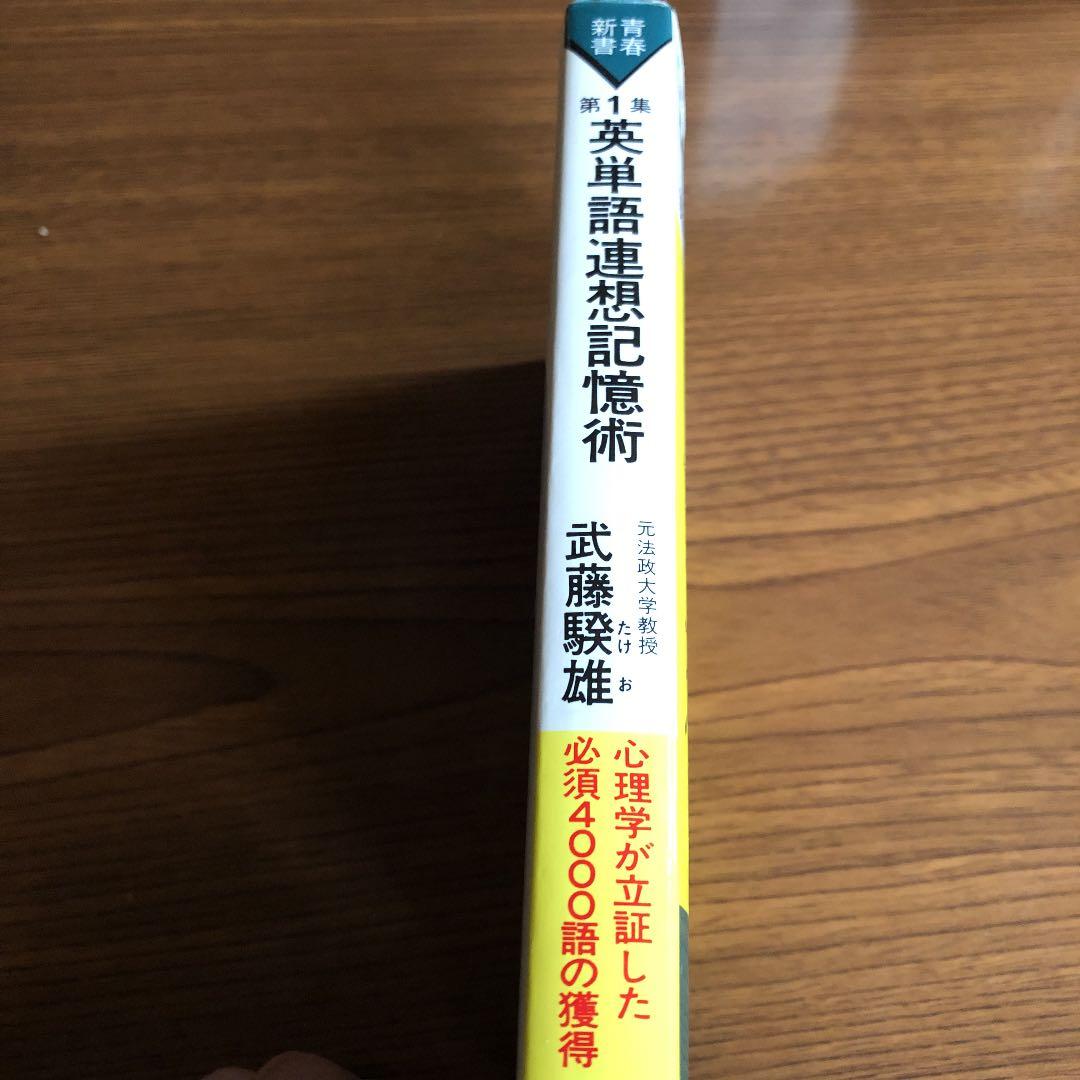 青春
新書
第1集
英単語連想記憶術
元法政大学教授
武藤騤雄
たけ お
心理学が立証した
必須4000語の獲得